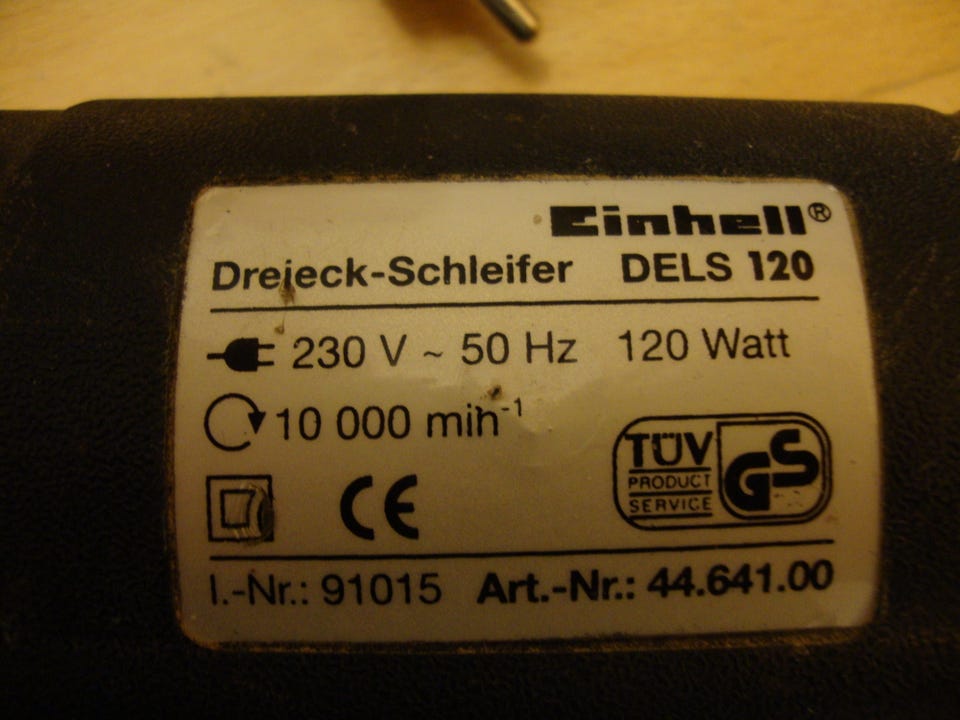 Einhell®
Dreieck-Schleifer DELS 120
230 V ~ 50 Hz 120 Watt
10 000 min⁻¹
CE
TÜV
PRODUCT
SERVICE
GS
I.-Nr.: 91015 Art.-Nr.: 44.641.00